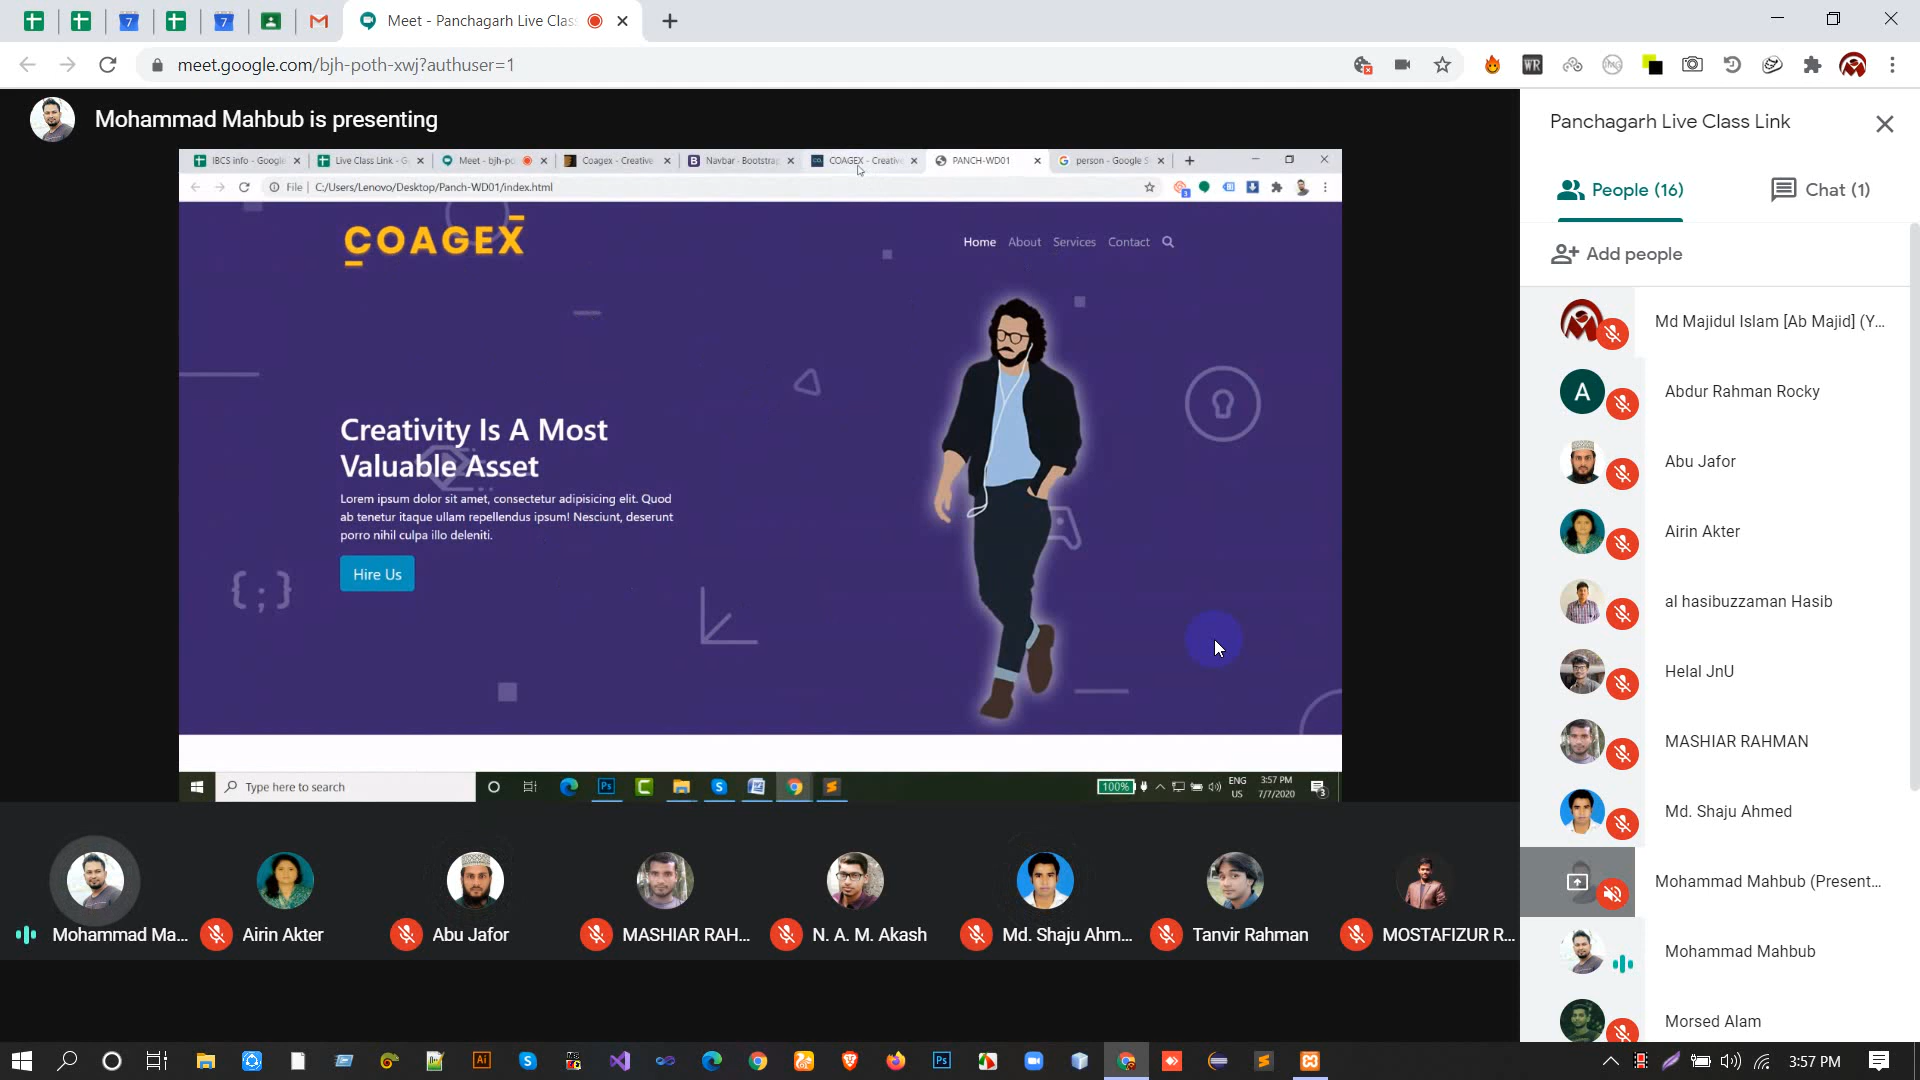 Meet - Panchagarh Live Clas
meet.google.com/bjh-poth-xwj?authuser=1
Mohammad Mahbub is presenting
IBCS info - Google
Live Class Link - G
Meet - bjh-po
Coagex - Creative
Navbar · Bootstrap
COAGEX - Creative
PANCH-WD01
person - Google S
File | C:/Users/Lenovo/Desktop/Panch-WD01/index.html
COAGEX
Home About Services Contact
Creativity Is A Most
Valuable Asset
Lorem ipsum dolor sit amet, consectetur adipisicing elit. Quod
ab tenetur itaque ullam repellendus ipsum! Nesciunt, deserunt
porro nihil culpa illo deleniti.
Hire Us
{ ; }
Type here to search
100%
ENG
US
3:57 PM
7/7/2020
Mohammad Ma...
Airin Akter
Abu Jafor
MASHIAR RAH...
N. A. M. Akash
Md. Shaju Ahm...
Tanvir Rahman
MOSTAFIZUR R...
Panchagarh Live Class Link
People (16)
Chat (1)
Add people
Md Majidul Islam [Ab Majid] (Y...
A
Abdur Rahman Rocky
Abu Jafor
Airin Akter
al hasibuzzaman Hasib
Helal JnU
MASHIAR RAHMAN
Md. Shaju Ahmed
Mohammad Mahbub (Present...
Mohammad Mahbub
Morsed Alam
3:57 PM